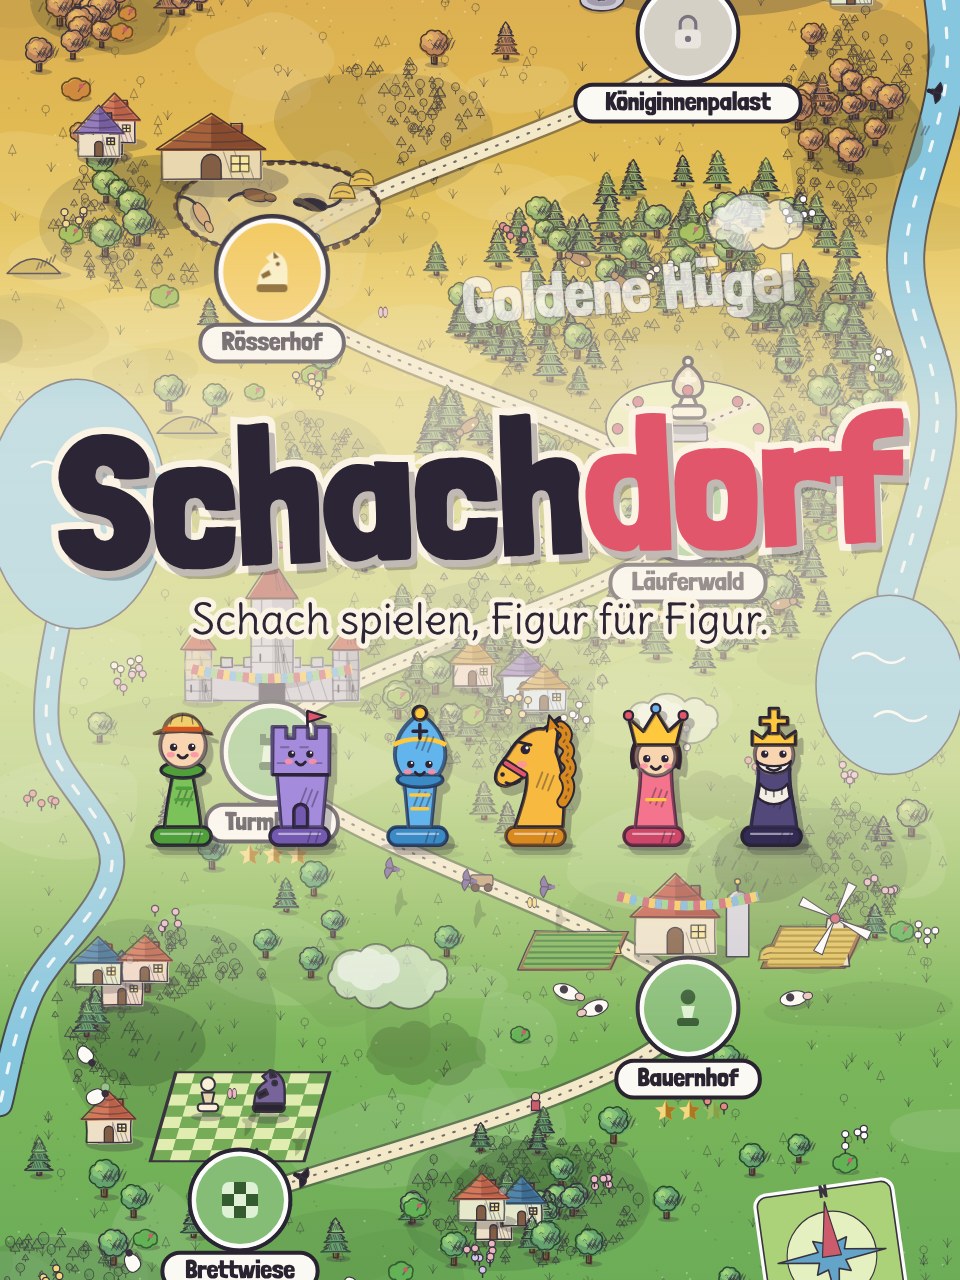 Königinnenpalast
Goldene Hügel
Rösserhof
Schachdorf
Läuferwald
Schach spielen, Figur für Figur.
Bauernhof
N
Brettwiese